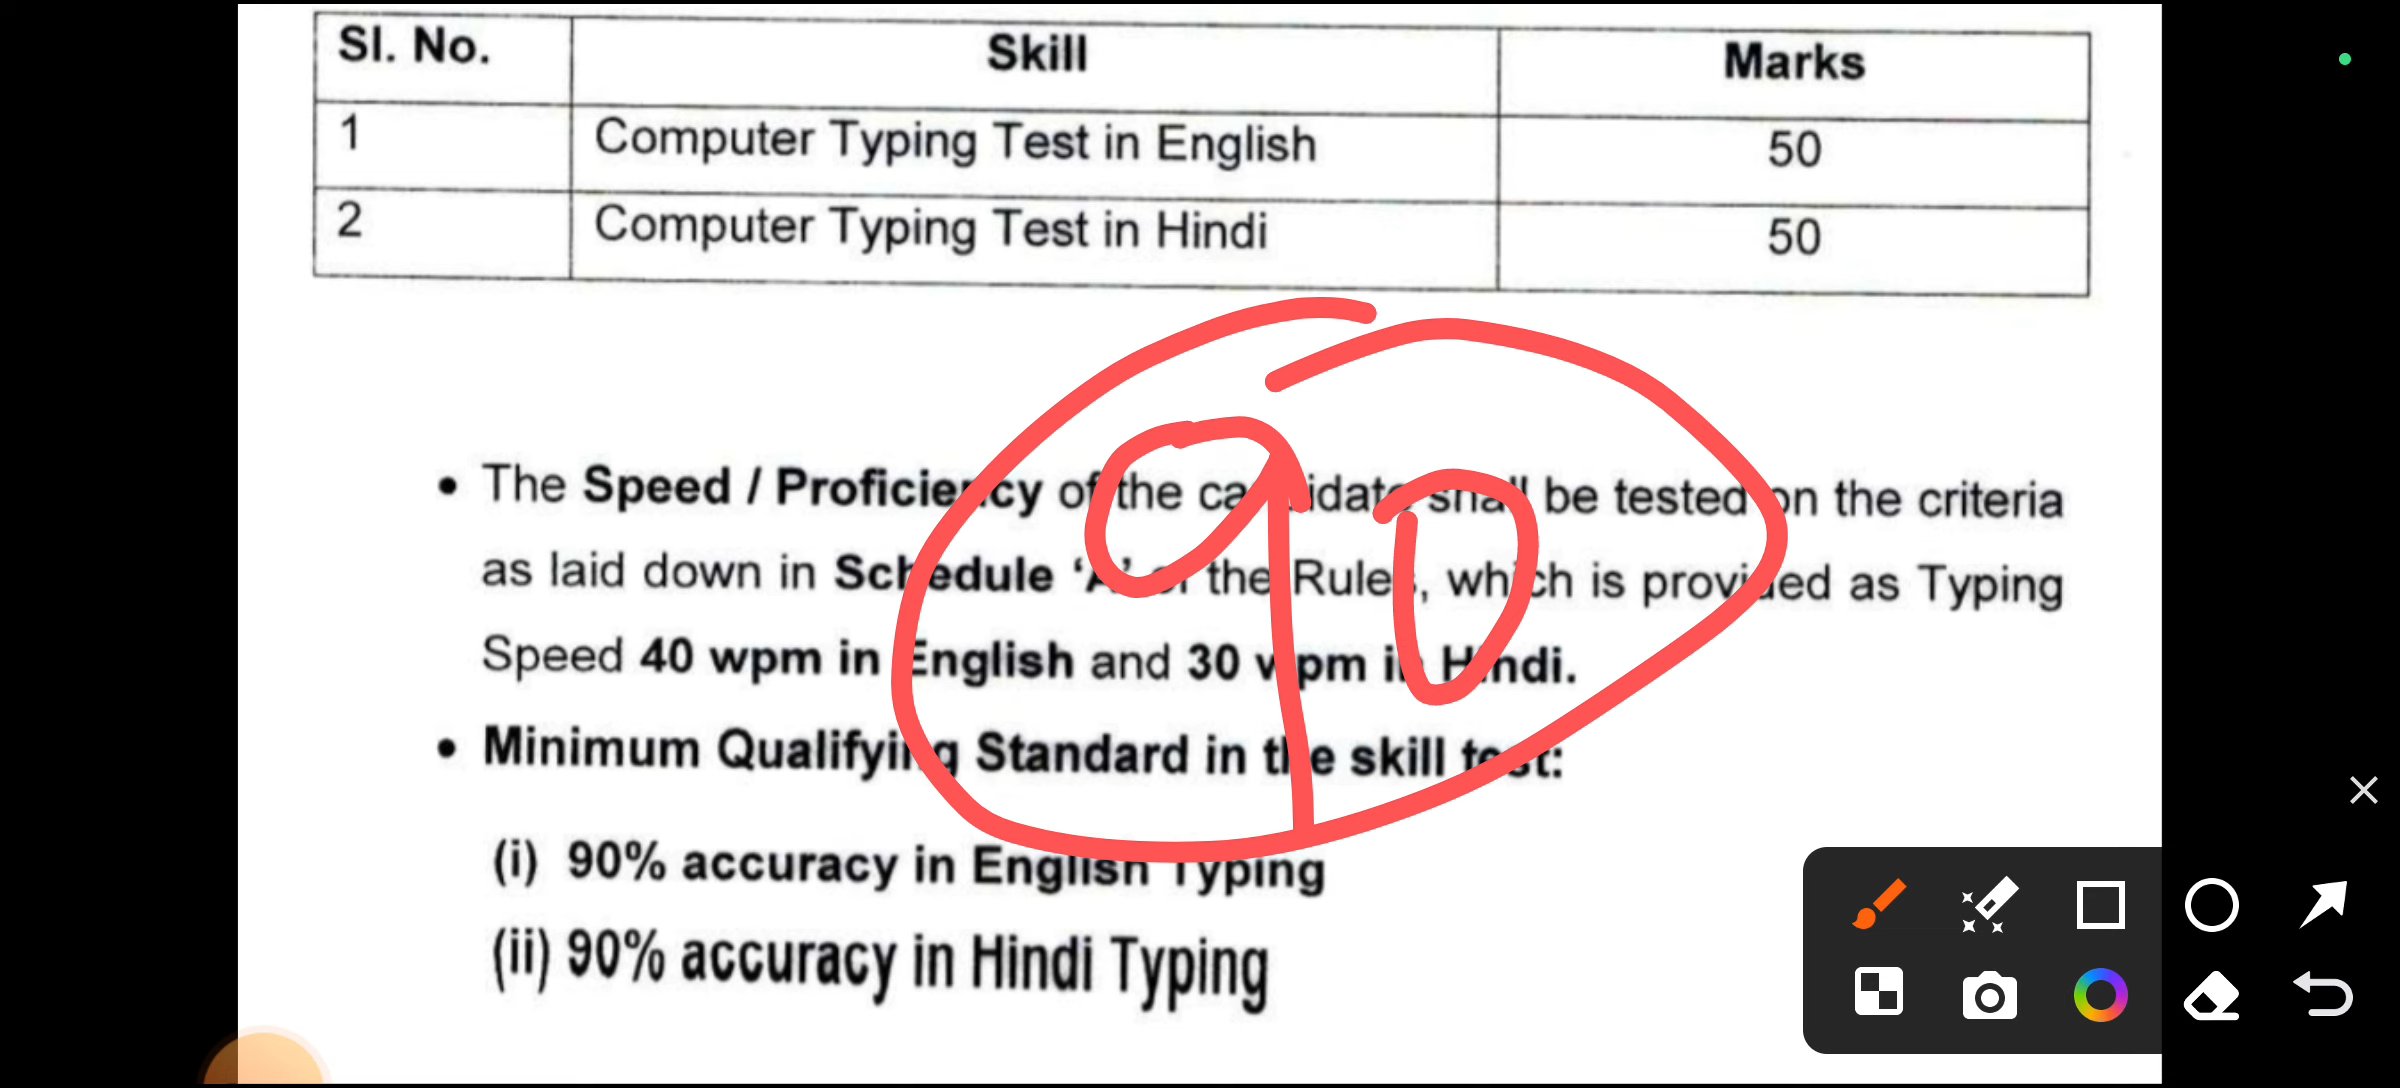 Sl. No. Skill Marks
1 Computer Typing Test in English 50
2 Computer Typing Test in Hindi 50
90
• The Speed / Proficiency of the candidate shall be tested on the criteria
as laid down in Schedule ‘A’ of the Rules, which is provided as Typing
Speed 40 wpm in English and 30 wpm in Hindi.
• Minimum Qualifying Standard in the skill test:
(i) 90% accuracy in English Typing
(ii) 90% accuracy in Hindi Typing